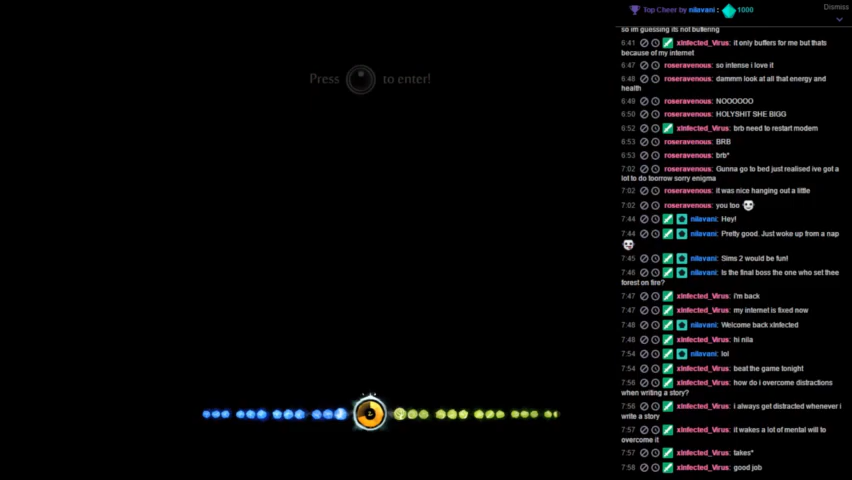 Top Cheer by nilavani : 1000
Dismiss
Press to enter!
so im guessing its not buffering
6:41 xInfected_Virus: it only buffers for me but thats
because of my internet
6:47 roseravenous: so intense i love it
6:48 roseravenous: dammm look at all that energy and
health
6:49 roseravenous: NOOOOOO
6:50 roseravenous: HOLYSHIT SHE BIGG
6:52 xInfected_Virus: brb need to restart modem
6:53 roseravenous: BRB
6:53 roseravenous: brb*
7:02 roseravenous: Gunna go to bed just realised ive got a
lot to do toorrow sorry enigma
7:02 roseravenous: it was nice hanging out a little
7:02 roseravenous: you too
7:44 nilavani: Hey!
7:44 nilavani: Pretty good. Just woke up from a nap
7:45 nilavani: Sims 2 would be fun!
7:46 nilavani: Is the final boss the one who set thee
forest on fire?
7:47 xInfected_Virus: i'm back
7:47 xInfected_Virus: my internet is fixed now
7:48 nilavani: Welcome back xInfected
7:48 xInfected_Virus: hi nila
7:54 nilavani: lol
7:54 xInfected_Virus: beat the game tonight
7:56 xInfected_Virus: how do i overcome distractions
when writing a story?
7:56 xInfected_Virus: i always get distracted whenever i
write a story
7:57 xInfected_Virus: it wakes a lot of mental will to
overcome it
7:57 xInfected_Virus: takes*
7:58 xInfected_Virus: good job